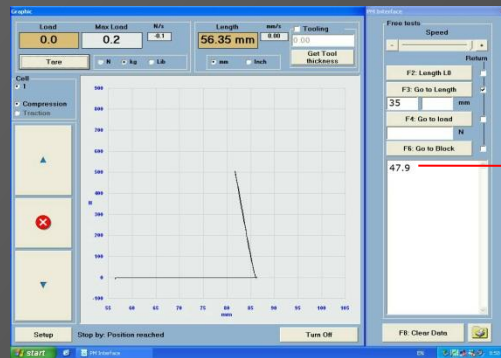 Graphic
PM Interface
Load
Max Load
N/s
Length
mm/s
Tooling
0.0
0.2
-0.1
56.35 mm
0.00
0.00
Tare
N
kg
Lib
mm
Inch
Get Tool
thickness
Cell
1
Compression
Traction
900
800
700
600
500
400
300
200
100
0
-100
N
55
60
65
70
75
80
85
90
95
100
105
mm
Setup
Stop by: Position reached
Turn Off
Free tests
Speed
-
+
Return
F2: Length L0
F3: Go to Length
35
mm
F4: Go to load
N
F6: Go to Block
47.9
F8: Clear Data
start
PM Interface
EN